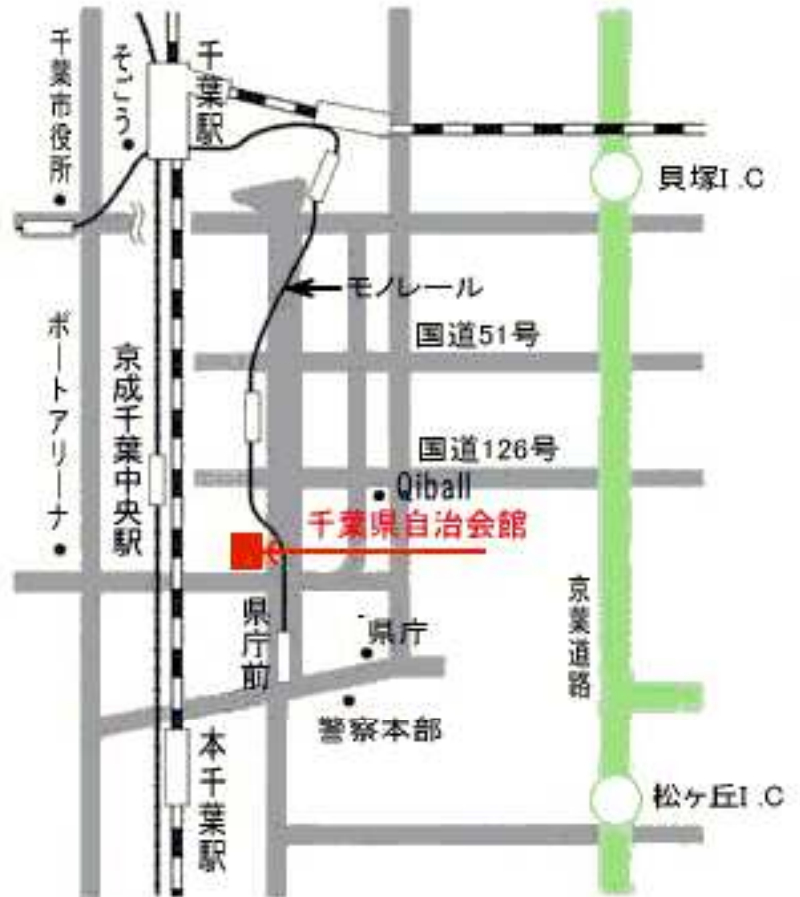 千葉市役所
そごう
千葉駅
貝塚I.C
モノレール
国道51号
ポートアリーナ
京成千葉中央駅
国道126号
Qiball
千葉県自治会館
県庁前
県庁
京葉道路
警察本部
本千葉駅
松ヶ丘I.C